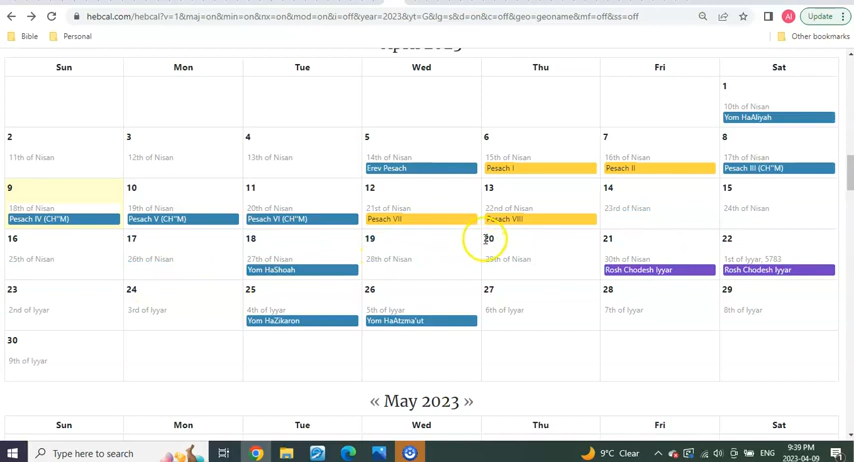 hebcal.com/hebcal?v=1&maj=on&min=on&nx=on&mod=on&i=off&year=2023&yt=G&lg=s&d=on&c=off&geo=geoname&mf=off&ss=off
AI
Update
Bible
Personal
Other bookmarks
April 2023
Sun Mon Tue Wed Thu Fri Sat
1
10th of Nisan
Yom HaAliyah
2 3 4 5 6 7 8
11th of Nisan 12th of Nisan 13th of Nisan 14th of Nisan 15th of Nisan 16th of Nisan 17th of Nisan
Erev Pesach Pesach I Pesach II Pesach III (CH''M)
9 10 11 12 13 14 15
18th of Nisan 19th of Nisan 20th of Nisan 21st of Nisan 22nd of Nisan 23rd of Nisan 24th of Nisan
Pesach IV (CH''M) Pesach V (CH''M) Pesach VI (CH''M) Pesach VII Pesach VIII
16 17 18 19 20 21 22
25th of Nisan 26th of Nisan 27th of Nisan 28th of Nisan 29th of Nisan 30th of Nisan 1st of Iyyar, 5783
Yom HaShoah Rosh Chodesh Iyyar Rosh Chodesh Iyyar
23 24 25 26 27 28 29
2nd of Iyyar 3rd of Iyyar 4th of Iyyar 5th of Iyyar 6th of Iyyar 7th of Iyyar 8th of Iyyar
Yom HaZikaron Yom HaAtzma'ut
30
9th of Iyyar
« May 2023 »
Sun Mon Tue Wed Thu Fri Sat
Type here to search
9°C Clear
ENG
9:39 PM
2023-04-09